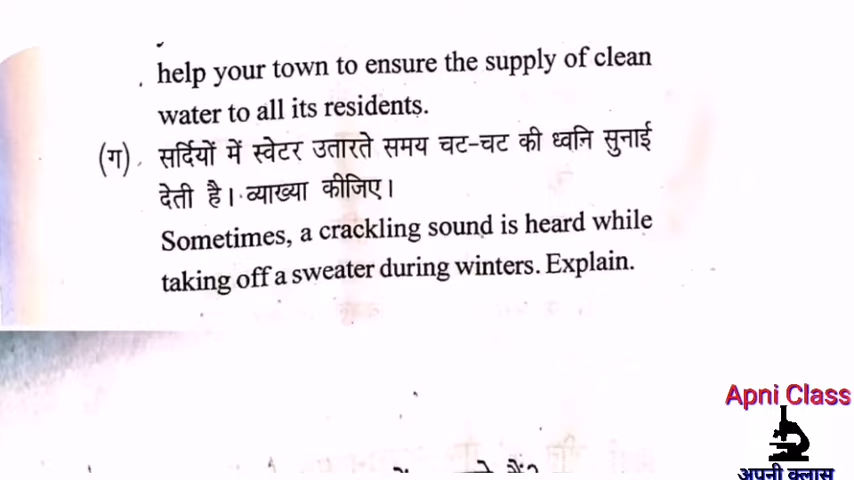 help your town to ensure the supply of clean
water to all its residents.
(ग) सर्दियों में स्वेटर उतारते समय चट-चट की ध्वनि सुनाई
देती है। व्याख्या कीजिए।
Sometimes, a crackling sound is heard while
taking off a sweater during winters. Explain.
Apni Class
अपनी क्लास